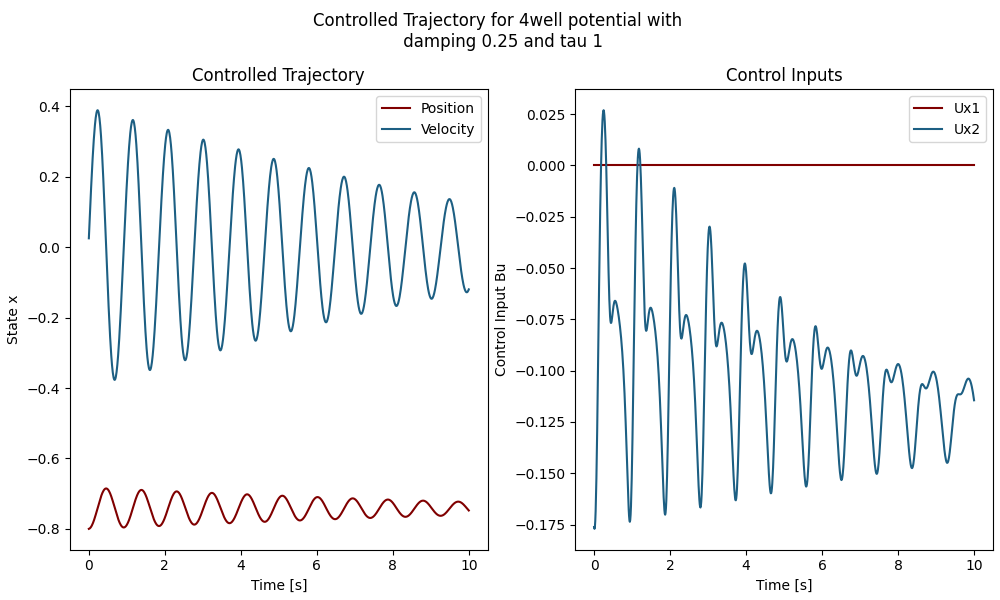 Controlled Trajectory for 4well potential with
damping 0.25 and tau 1
Controlled Trajectory
Position
Velocity
0.4
0.2
0.0
−0.2
−0.4
−0.6
−0.8
State x
0
2
4
6
8
10
Time [s]
Control Inputs
Ux1
Ux2
0.025
0.000
−0.025
−0.050
−0.075
−0.100
−0.125
−0.150
−0.175
Control Input Bu
0
2
4
6
8
10
Time [s]